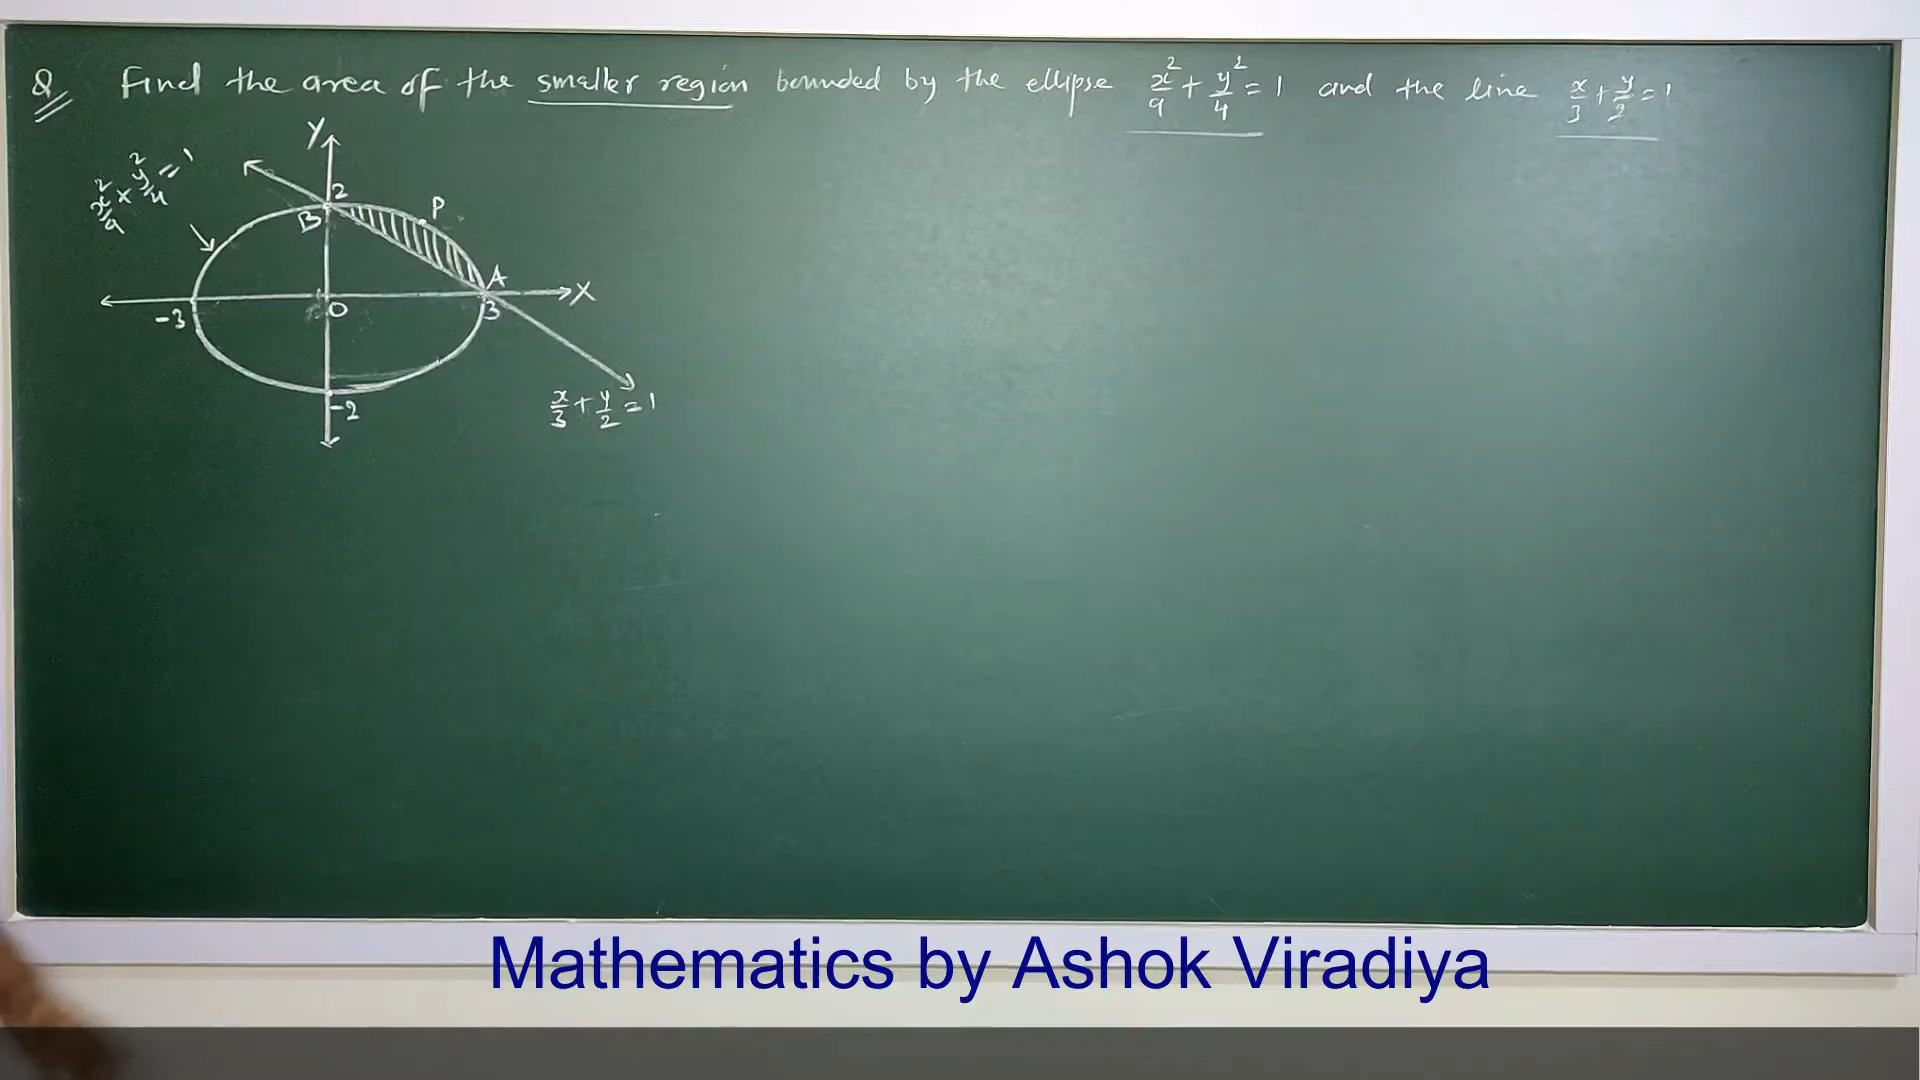 Q Find the area of the smaller region bounded by the ellipse x²/9 + y²/4 = 1 and the line x/3 + y/2 = 1
Y
x²/9 + y²/4 = 1
2
B
P
A
X
-3
O
3
-2
x/3 + y/2 = 1
Mathematics by Ashok Viradiya